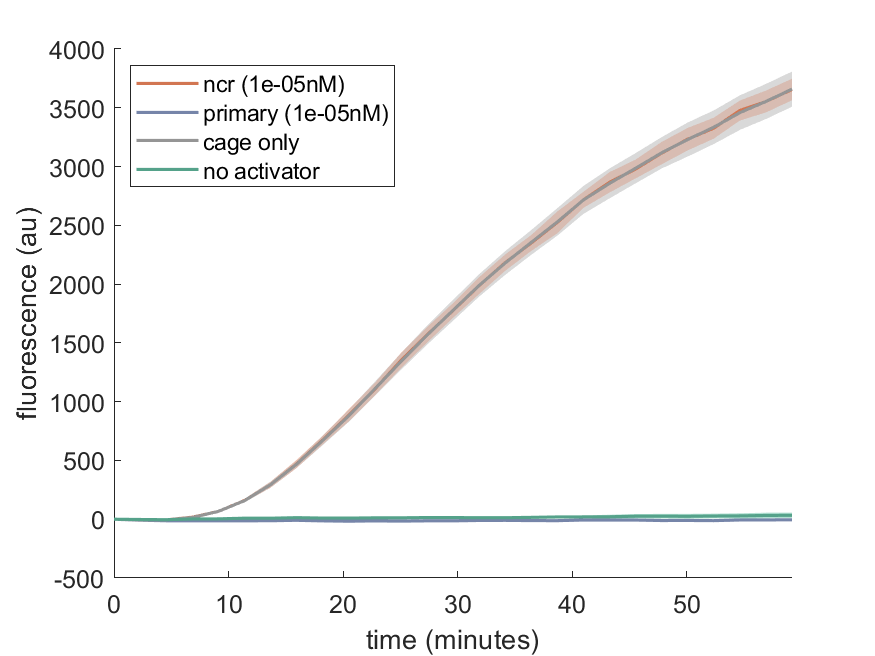 4000
3500
3000
2500
2000
1500
1000
500
0
-500
fluorescence (au)
ncr (1e-05nM)
primary (1e-05nM)
cage only
no activator
0 10 20 30 40 50
time (minutes)